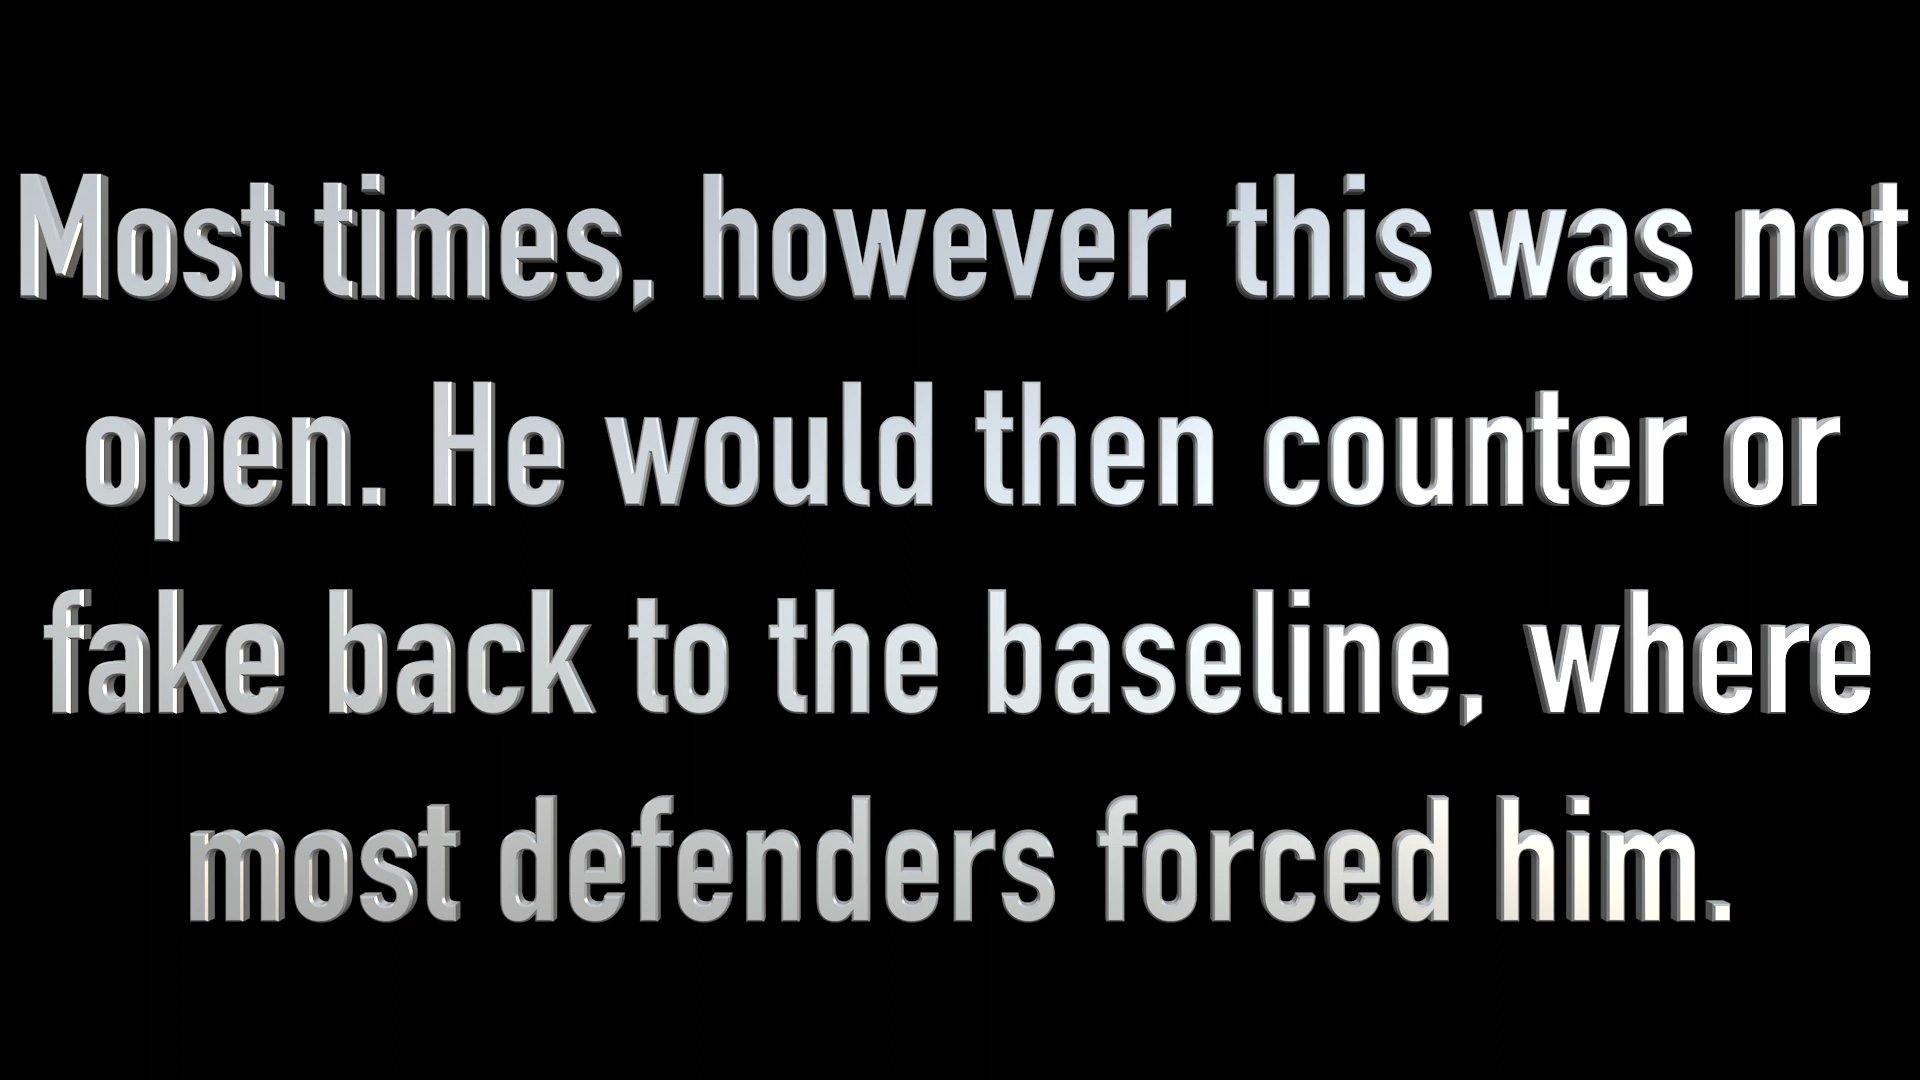 Most times, however, this was not
open. He would then counter or
fake back to the baseline, where
most defenders forced him.